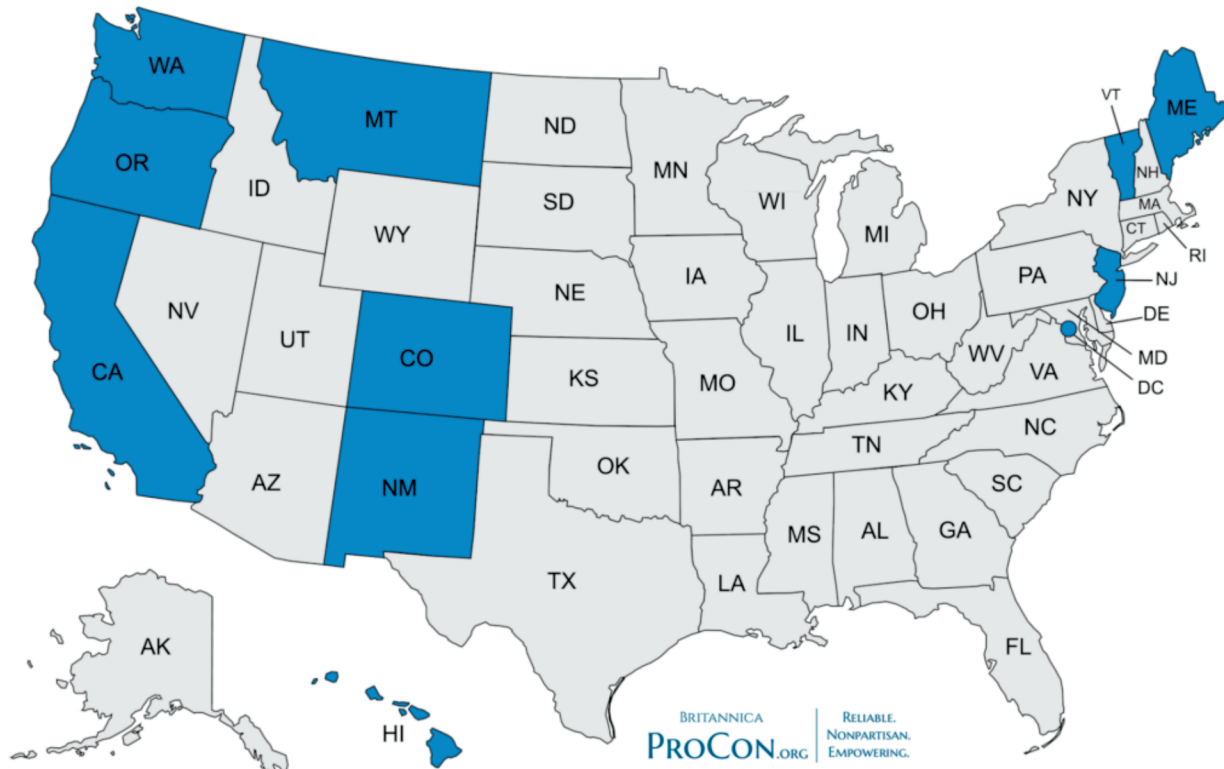 WA
MT
ND
MN
VT
ME
OR
ID
SD
WI
MI
NY
NH
MA
CT
RI
WY
IA
PA
NJ
NE
OH
DE
NV
UT
CO
IL
IN
WV
MD
VA
DC
CA
KS
MO
KY
NC
TN
AZ
NM
OK
AR
SC
MS
AL
GA
TX
LA
FL
AK
HI
BRITANNICA
PROCON.ORG
RELIABLE.
NONPARTISAN.
EMPOWERING.